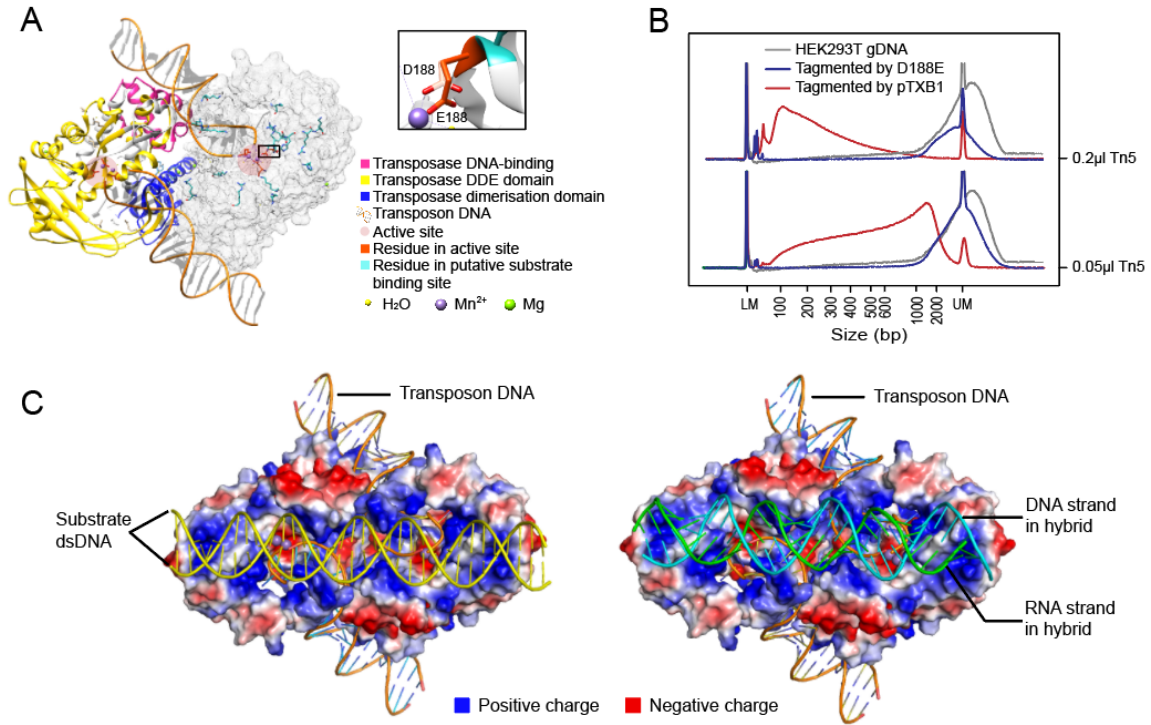 A
D188
E188
Transposase DNA-binding
Transposase DDE domain
Transposase dimerisation domain
Transposon DNA
Active site
Residue in active site
Residue in putative substrate
binding site
H₂O
Mn²⁺
Mg
B
HEK293T gDNA
Tagmented by D188E
Tagmented by pTXB1
0.2µl Tn5
0.05µl Tn5
LM
100
200
300
400
500
600
1000
2000
UM
Size (bp)
C
Transposon DNA
Substrate
dsDNA
Transposon DNA
DNA strand
in hybrid
RNA strand
in hybrid
Positive charge
Negative charge